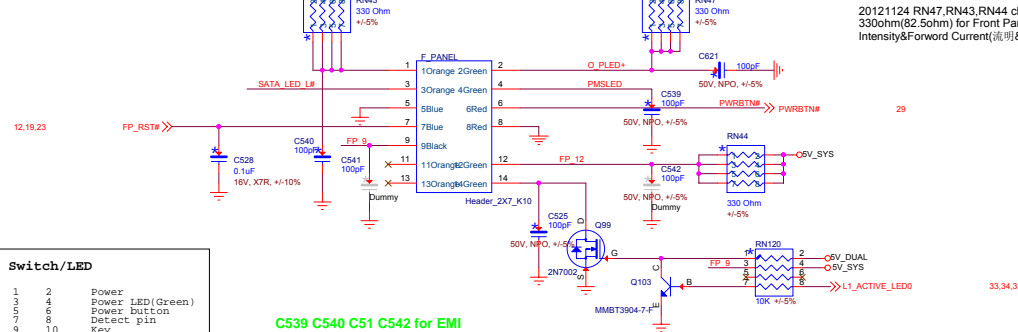 RN43
330 Ohm
+/-5%
RN47
330 Ohm
+/-5%
20121124 RN47,RN43,RN44 c
330ohm(82.5ohm) for Front Pa
Intensity&Forword Current(流明&
F_PANEL
1Orange 2Green
3Orange 4Green
5Blue 6Red
7Blue 8Red
9Black
11Orange 12Green
13Orange 14Green
1 2
3 4
5 6
7 8
9
11 12
13 14
Header_2X7_K10
O_PLED+
C621
100pF
50V, NPO, +/-5%
SATA_LED_L#
PMSLED
C539
100pF
50V, NPO, +/-5%
PWRBTN#
PWRBTN#
29
12,19,23
FP_RST#
C528
0.1uF
16V, X7R, +/-10%
C540
100pF
FP_9
C541
100pF
Dummy
FP_12
C542
100pF
50V, NPO, +/-5%
Dummy
RN44
330 Ohm
+/-5%
5V_SYS
C525
100pF
50V, NPO, +/-5%
D
Q99
G
S
2N7002
C
Q103
B
E
MMBT3904-7-F
RN120
1 2
3 4
5 6
7 8
10K +/-5%
FP_9
5V_DUAL
5V_SYS
L1_ACTIVE_LED0
33,34,3
Switch/LED
1 2 Power
3 4 Power LED(Green)
5 6 Power button
7 8 Detect pin
9 10 Key
C539 C540 C51 C542 for EMI